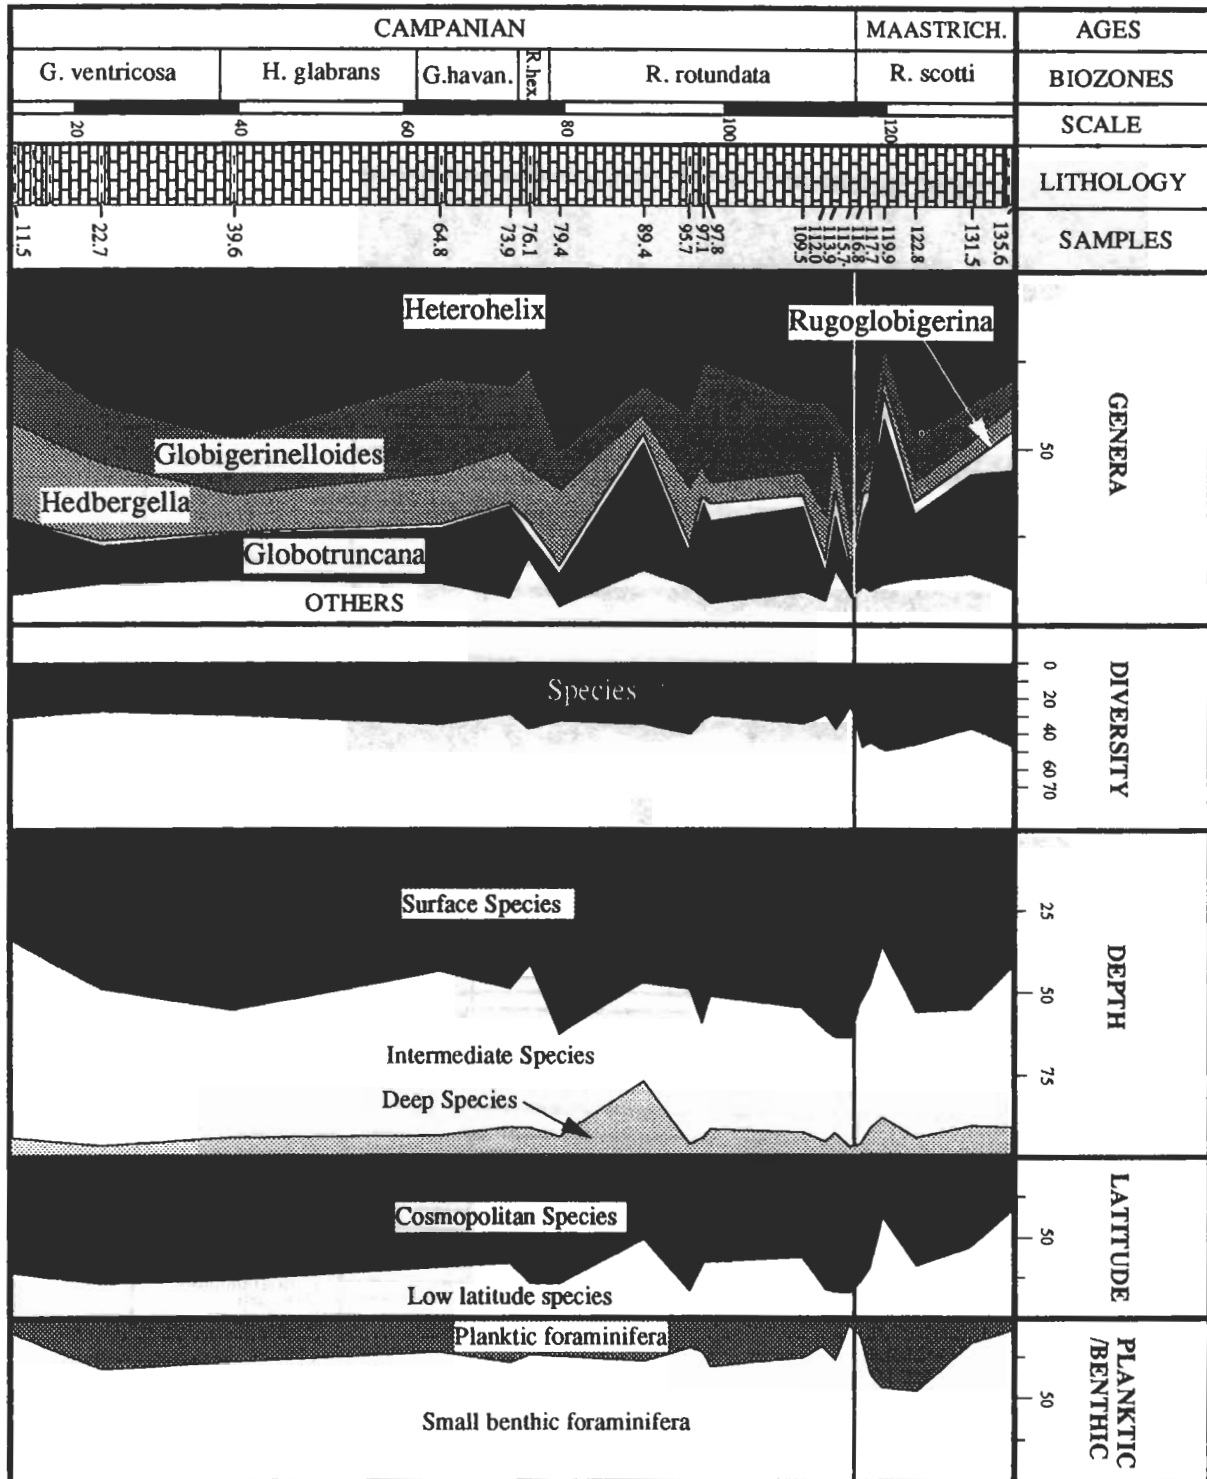 CAMPANIAN MAASTRICH. AGES
G. ventricosa H. glabrans G.havan. R.hex. R. rotundata R. scotti BIOZONES
20 40 60 80 100 120 SCALE
LITHOLOGY
11.5 22.7 39.6 64.8 73.9 76.1 79.4 89.4 95.7 97.1 97.8 109.5 112.0 113.9 115.7 116.8 117.7 119.9 122.8 131.5 135.6 SAMPLES
Heterohelix
Rugoglobigerina
Globigerinelloides
Hedbergella
Globotruncana
OTHERS
50
GENERA
Species
0 20 40 60 70
DIVERSITY
Surface Species
Intermediate Species
Deep Species
25 50 75
DEPTH
Cosmopolitan Species
Low latitude species
50
LATITUDE
Planktic foraminifera
Small benthic foraminifera
50
PLANKTIC
/BENTHIC